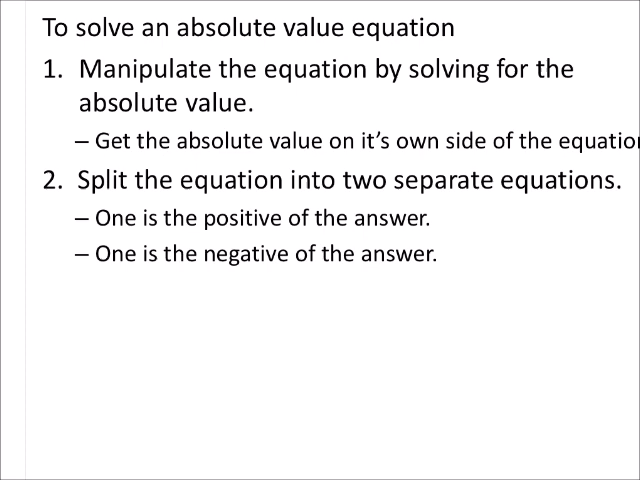 To solve an absolute value equation
1. Manipulate the equation by solving for the
absolute value.
– Get the absolute value on it’s own side of the equation
2. Split the equation into two separate equations.
– One is the positive of the answer.
– One is the negative of the answer.